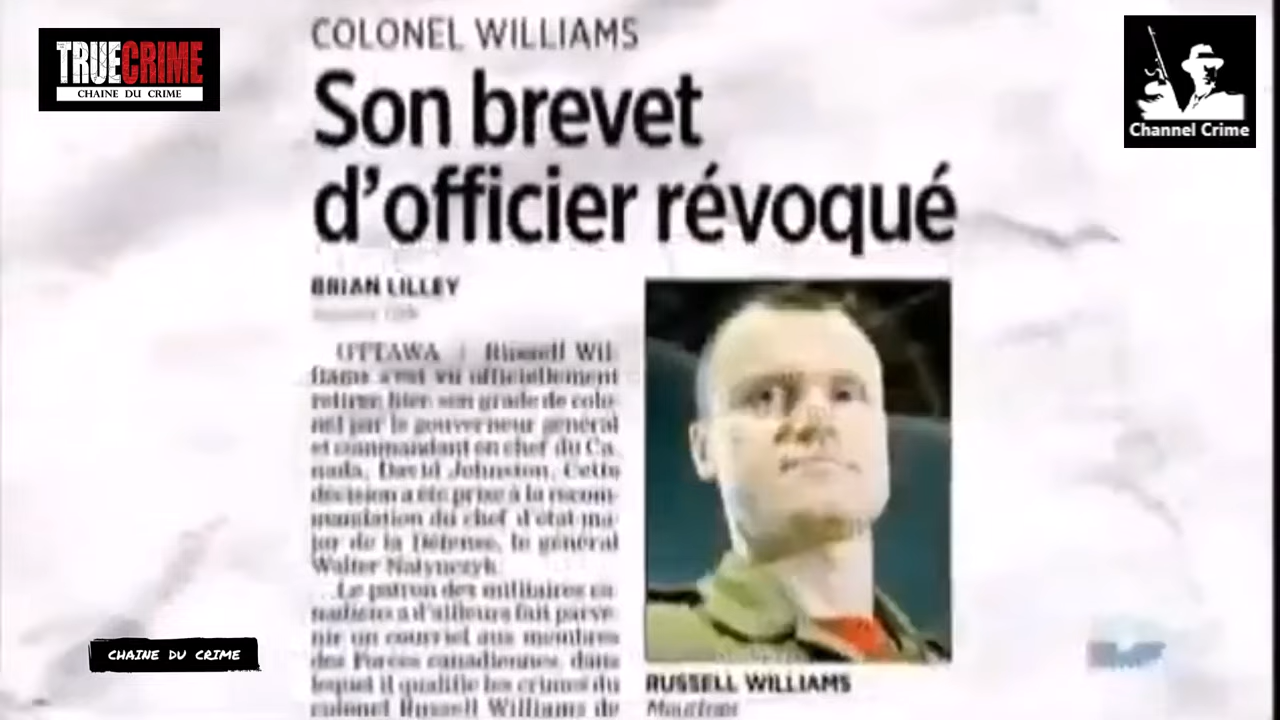 TRUECRIME
CHAINE DU CRIME
Channel Crime
COLONEL WILLIAMS
Son brevet
d'officier révoqué
BRIAN LILLEY
OTTAWA | Russell Wil-
liams s'est vu officiellement
retirer, hier, son grade de colo-
nel par le gouverneur général
et commandant en chef du Ca-
nada, David Johnston. Cette
décision a été prise à la recom-
mandation du chef d'état-ma-
jor de la Défense, le général
Walter Natynczyk.
Le patron des militaires ca-
nadiens a d'ailleurs fait parve-
nir un courriel aux membres
des Forces canadiennes, dans
lequel il qualifie les crimes du
colonel Russell Williams de
RUSSELL WILLIAMS
CHAINE DU CRIME